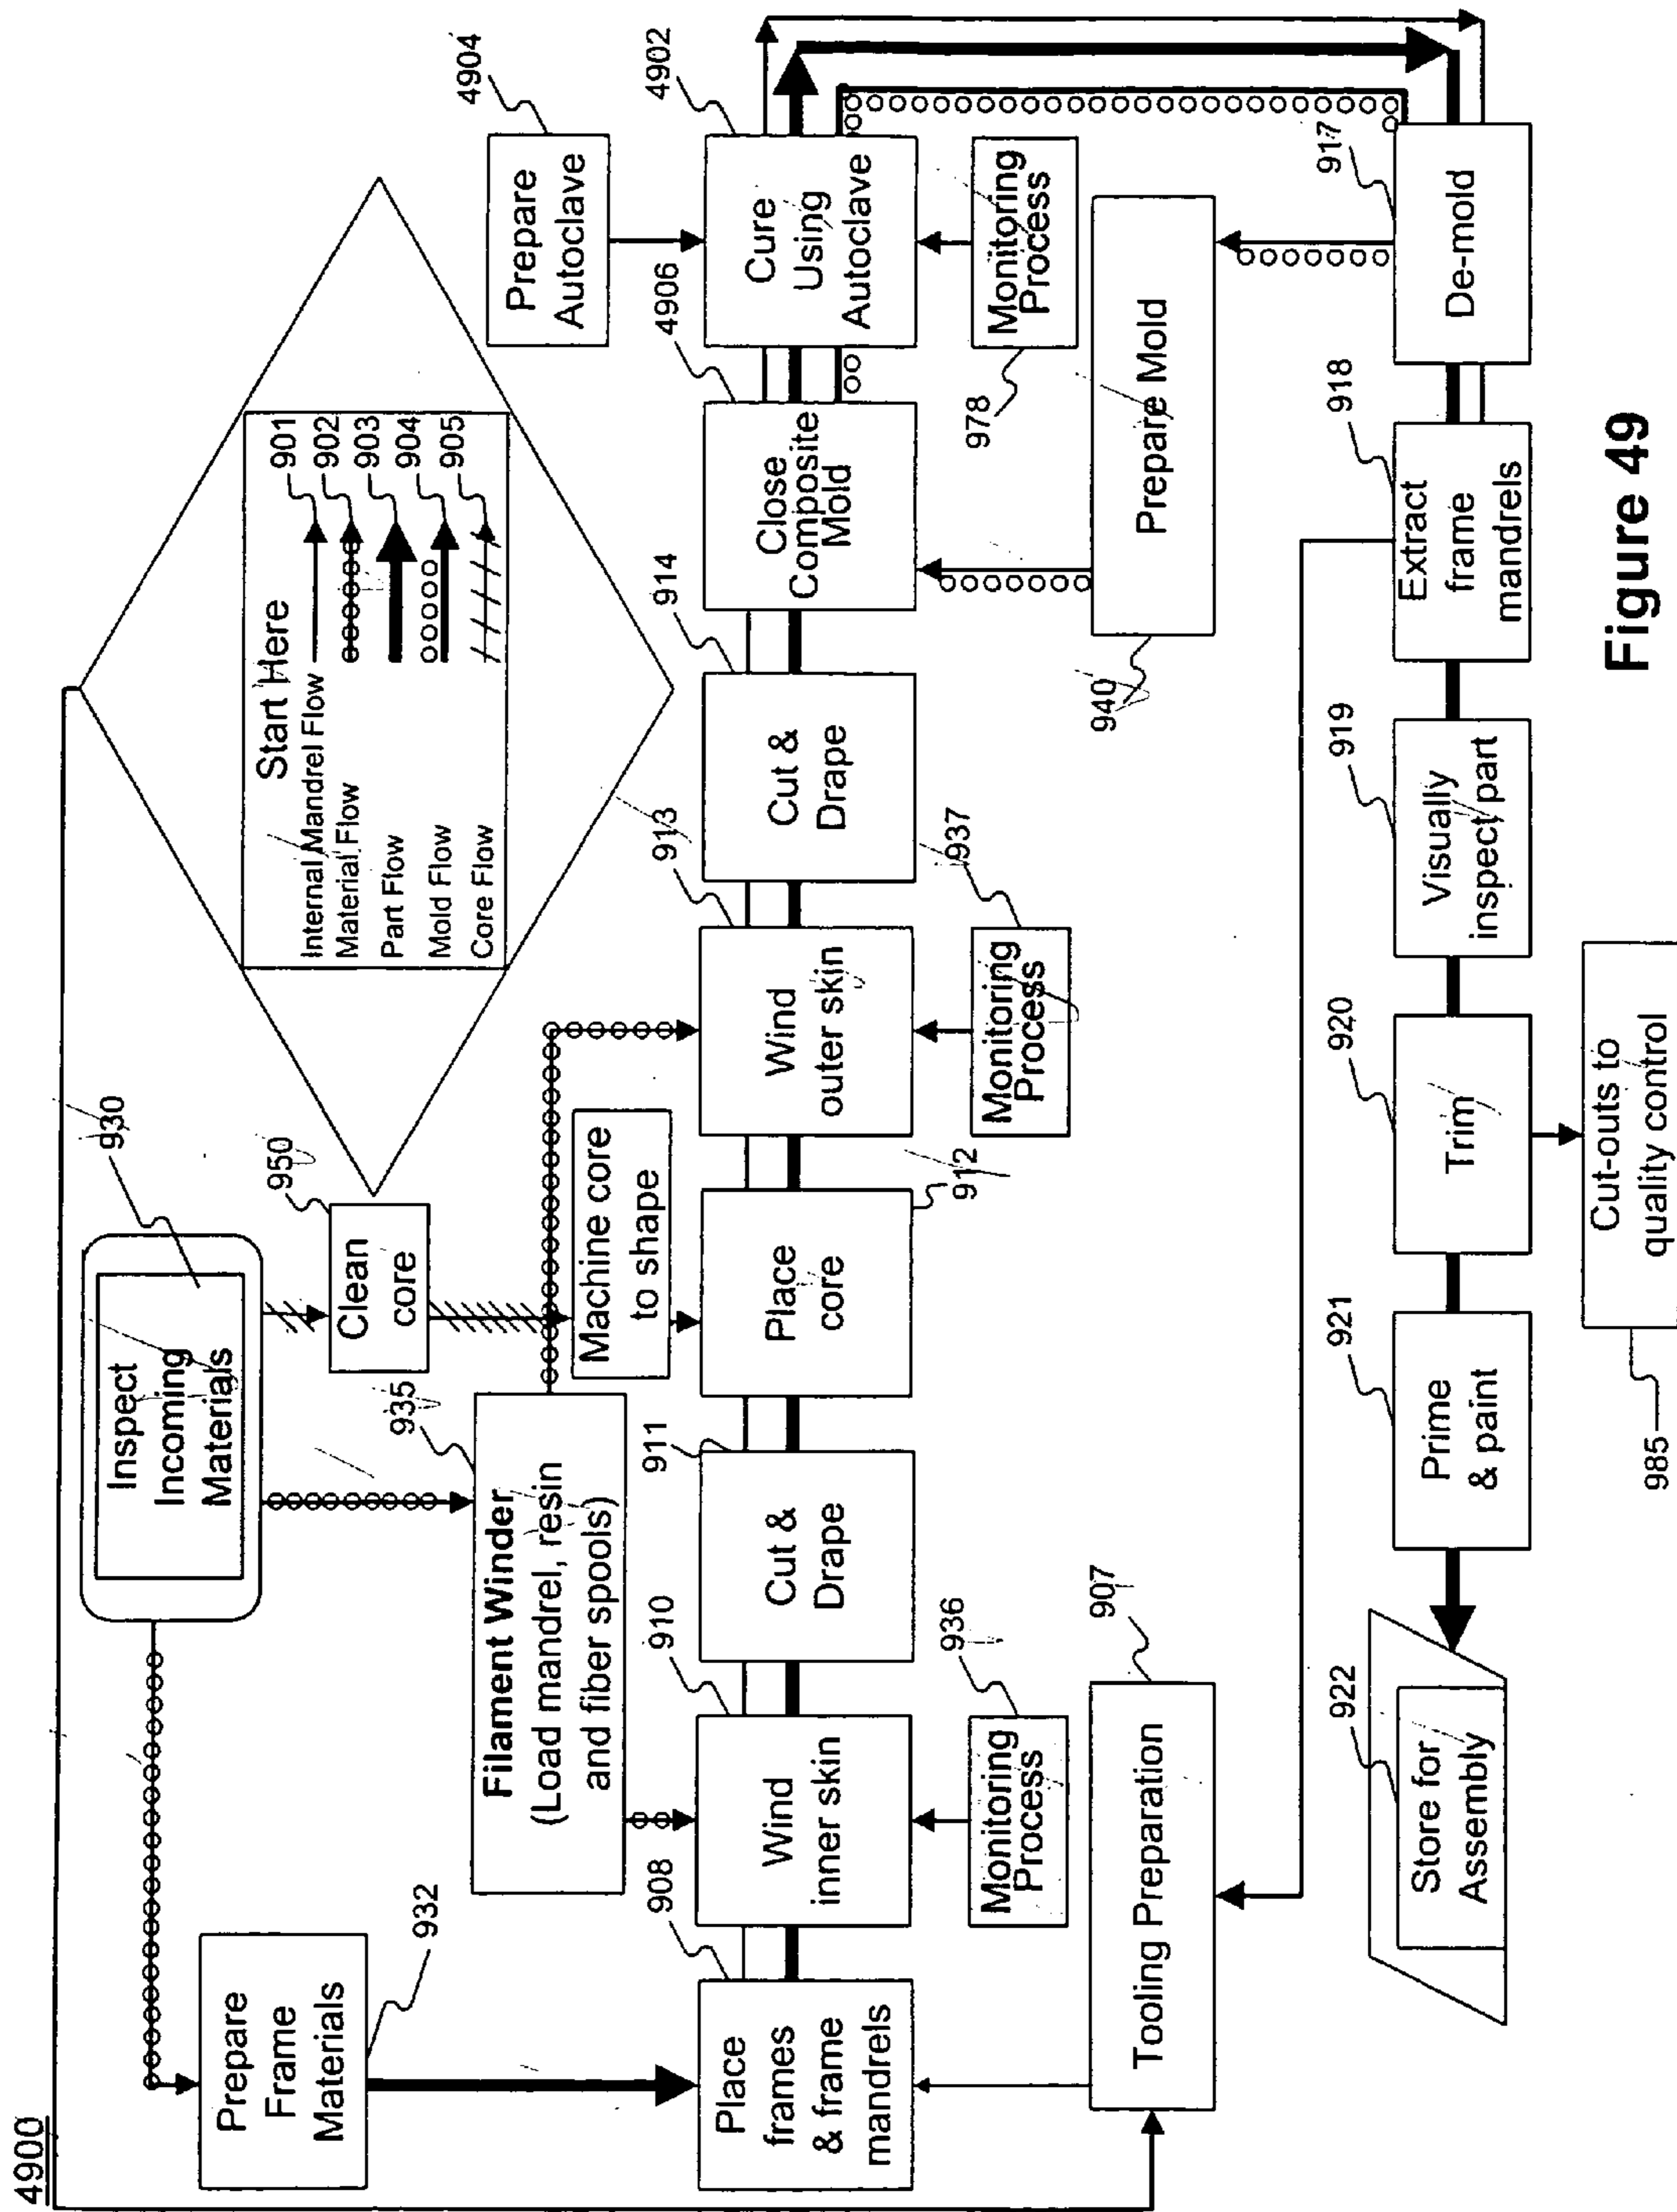 4900
Start Here
Internal Mandrel Flow
901
Material Flow
902
Part Flow
903
Mold Flow
904
Core Flow
905
Inspect
Incoming
Materials
930
Prepare
Frame
Materials
932
Filament Winder
(Load mandrel, resin
and fiber spools)
935
Clean
core
950
Machine core
to shape
Prepare
Autoclave
4904
Place
frames
& frame
mandrels
908
Wind
inner skin
910
Cut &
Drape
911
Place
core
912
Wind
outer skin
913
Cut &
Drape
914
Close
Composite
Mold
4906
Cure
Using
Autoclave
4902
Monitoring
Process
936
Monitoring
Process
937
Monitoring
Process
978
Tooling Preparation
907
Prepare Mold
940
Store for
Assembly
922
Prime
& paint
921
Trim
920
Visually
inspect part
919
Extract
frame
mandrels
918
De-mold
917
Cut-outs to
quality control
985
Figure 49